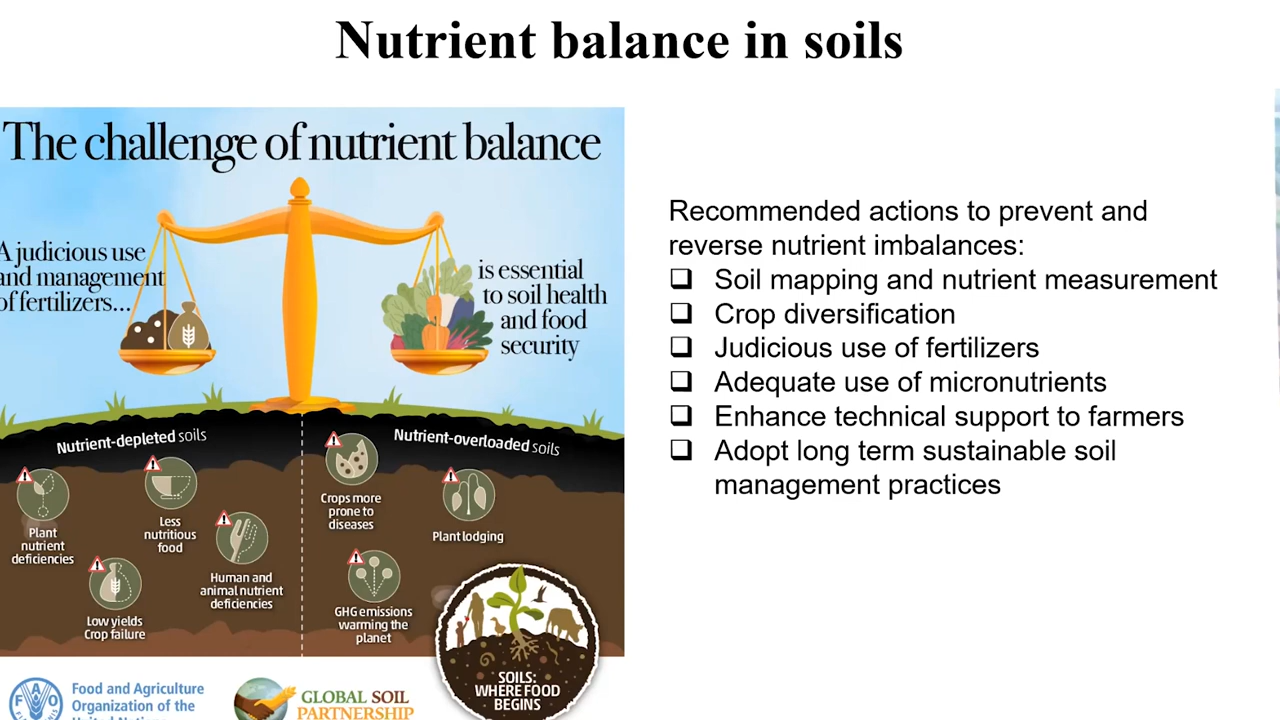 Nutrient balance in soils
The challenge of nutrient balance
A judicious use
and management
of fertilizers...
is essential
to soil health
and food
security
Recommended actions to prevent and
reverse nutrient imbalances:
❑ Soil mapping and nutrient measurement
❑ Crop diversification
❑ Judicious use of fertilizers
❑ Adequate use of micronutrients
❑ Enhance technical support to farmers
❑ Adopt long term sustainable soil
management practices
Nutrient-depleted soils
Plant
nutrient
deficiencies
Less
nutritious
food
Human and
animal nutrient
deficiencies
Low yields
Crop failure
Nutrient-overloaded soils
Crops more
prone to
diseases
Plant lodging
GHG emissions
warming the
planet
SOILS:
WHERE FOOD
BEGINS
FAO
Food and Agriculture
Organization of the
United Nations
GLOBAL SOIL
PARTNERSHIP